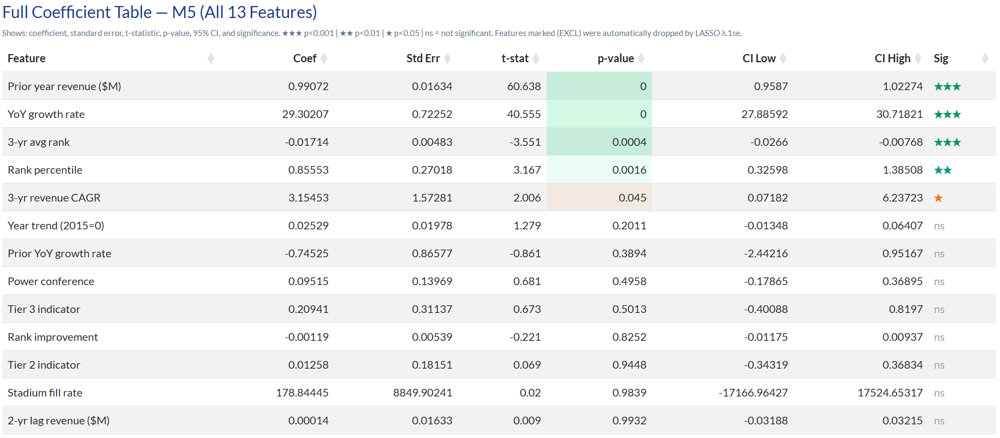 Full Coefficient Table — M5 (All 13 Features)
Shows: coefficient, standard error, t-statistic, p-value, 95% CI, and significance. ★★★ p<0.001 | ★★ p<0.01 | ★ p<0.05 | ns = not significant. Features marked (EXCL) were automatically dropped by LASSO λ.1se.
Feature Coef Std Err t-stat p-value CI Low CI High Sig
Prior year revenue ($M) 0.99072 0.01634 60.638 0 0.9587 1.02274 ★★★
YoY growth rate 29.30207 0.72252 40.555 0 27.88592 30.71821 ★★★
3-yr avg rank -0.01714 0.00483 -3.551 0.0004 -0.0266 -0.00768 ★★★
Rank percentile 0.85553 0.27018 3.167 0.0016 0.32598 1.38508 ★★
3-yr revenue CAGR 3.15453 1.57281 2.006 0.045 0.07182 6.23723 ★
Year trend (2015=0) 0.02529 0.01978 1.279 0.2011 -0.01348 0.06407 ns
Prior YoY growth rate -0.74525 0.86577 -0.861 0.3894 -2.44216 0.95167 ns
Power conference 0.09515 0.13969 0.681 0.4958 -0.17865 0.36895 ns
Tier 3 indicator 0.20941 0.31137 0.673 0.5013 -0.40088 0.8197 ns
Rank improvement -0.00119 0.00539 -0.221 0.8252 -0.01175 0.00937 ns
Tier 2 indicator 0.01258 0.18151 0.069 0.9448 -0.34319 0.36834 ns
Stadium fill rate 178.84445 8849.90241 0.02 0.9839 -17166.96427 17524.65317 ns
2-yr lag revenue ($M) 0.00014 0.01633 0.009 0.9932 -0.03188 0.03215 ns